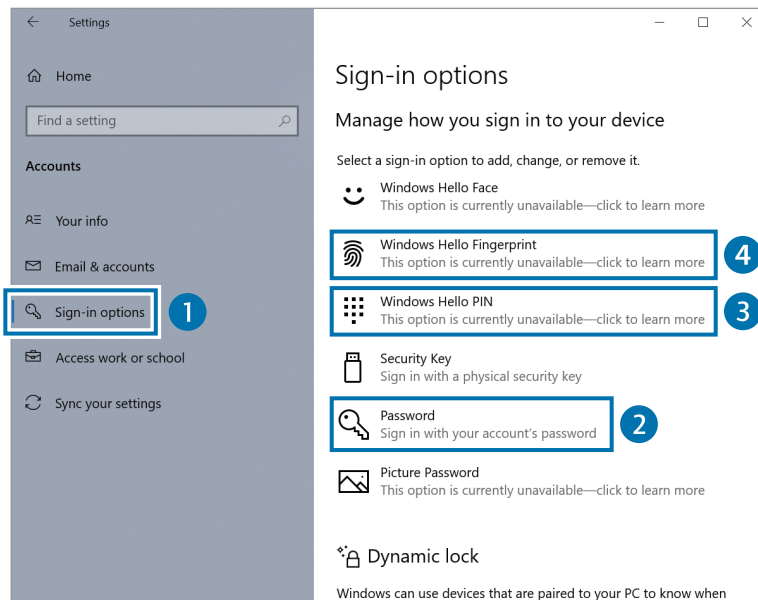 Settings
Home
Find a setting
Accounts
Your info
Email & accounts
Sign-in options
1
Access work or school
Sync your settings
Sign-in options
Manage how you sign in to your device
Select a sign-in option to add, change, or remove it.
Windows Hello Face
This option is currently unavailable—click to learn more
Windows Hello Fingerprint
This option is currently unavailable—click to learn more
4
Windows Hello PIN
This option is currently unavailable—click to learn more
3
Security Key
Sign in with a physical security key
Password
Sign in with your account's password
2
Picture Password
This option is currently unavailable—click to learn more
Dynamic lock
Windows can use devices that are paired to your PC to know when